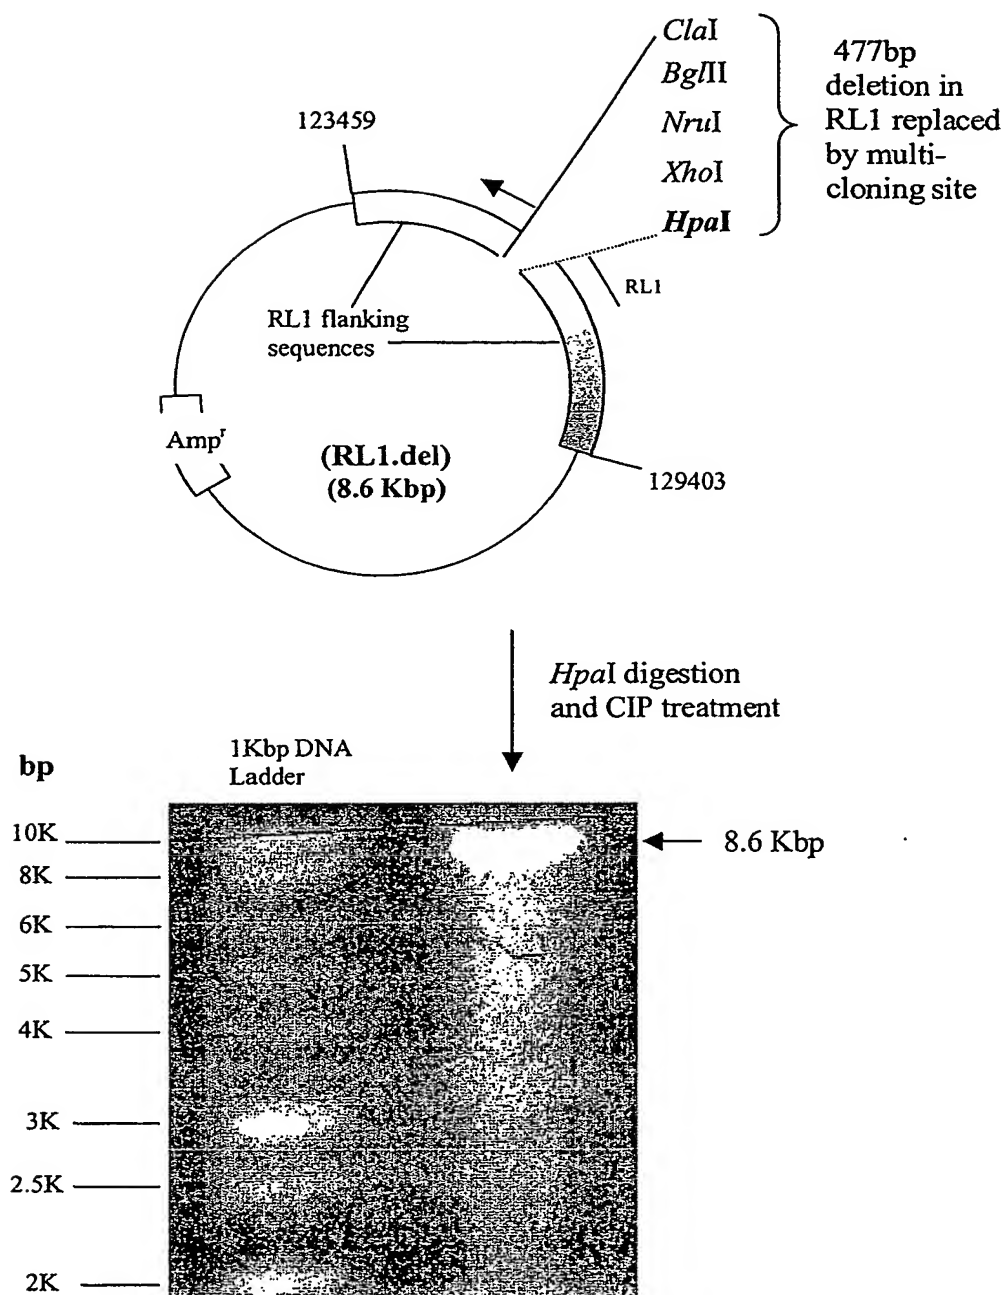 ClaI
BglII
NruI
XhoI
HpaI
477bp
deletion in
RL1 replaced
by multi-
cloning site
123459
RL1
RL1 flanking
sequences
Ampʳ
(RL1.del)
(8.6 Kbp)
129403
HpaI digestion
and CIP treatment
bp
1Kbp DNA
Ladder
10K
8.6 Kbp
8K
6K
5K
4K
3K
2.5K
2K